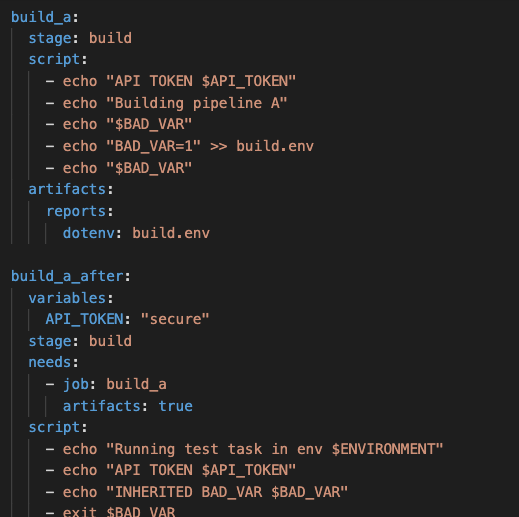 build_a:
  stage: build
  script:
    - echo "API TOKEN $API_TOKEN"
    - echo "Building pipeline A"
    - echo "$BAD_VAR"
    - echo "BAD_VAR=1" >> build.env
    - echo "$BAD_VAR"
  artifacts:
    reports:
      dotenv: build.env

build_a_after:
  variables:
    API_TOKEN: "secure"
  stage: build
  needs:
    - job: build_a
      artifacts: true
  script:
    - echo "Running test task in env $ENVIRONMENT"
    - echo "API TOKEN $API_TOKEN"
    - echo "INHERITED BAD_VAR $BAD_VAR"
    - exit $BAD_VAR